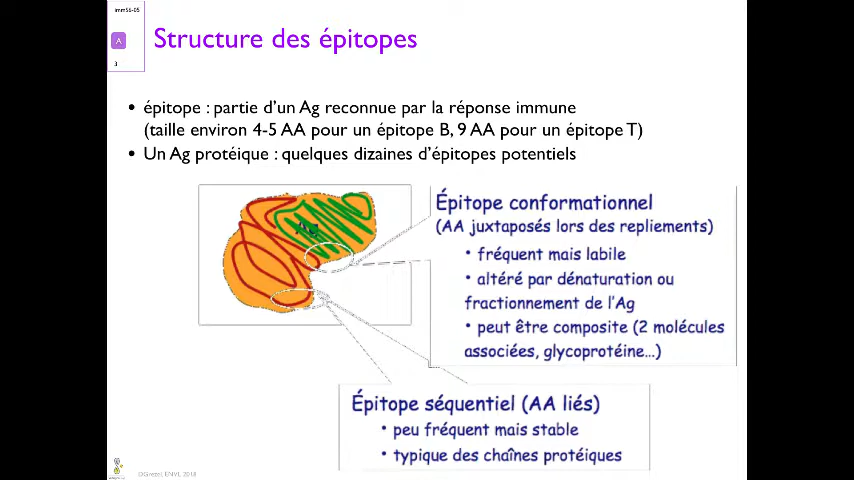 imm56-05
A
3
Structure des épitopes
• épitope : partie d'un Ag reconnue par la réponse immune
(taille environ 4-5 AA pour un épitope B, 9 AA pour un épitope T)
• Un Ag protéique : quelques dizaines d'épitopes potentiels
Épitope conformationnel
(AA juxtaposés lors des repliements)
• fréquent mais labile
• altéré par dénaturation ou
fractionnement de l'Ag
• peut être composite (2 molécules
associées, glycoprotéine...)
Épitope séquentiel (AA liés)
• peu fréquent mais stable
• typique des chaînes protéiques